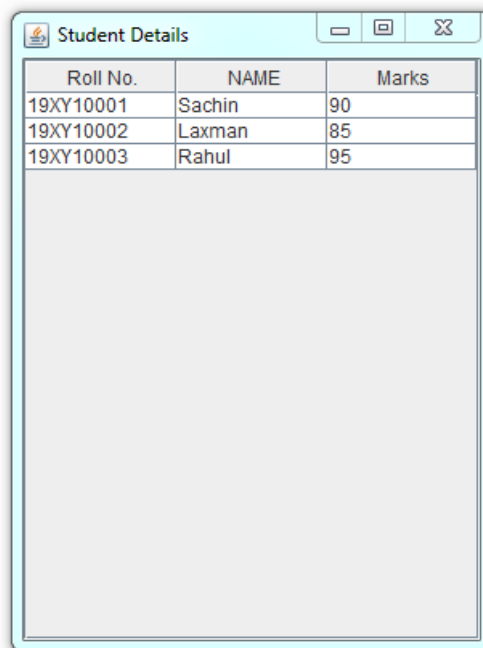 Student Details
Roll No. NAME Marks
19XY10001 Sachin 90
19XY10002 Laxman 85
19XY10003 Rahul 95